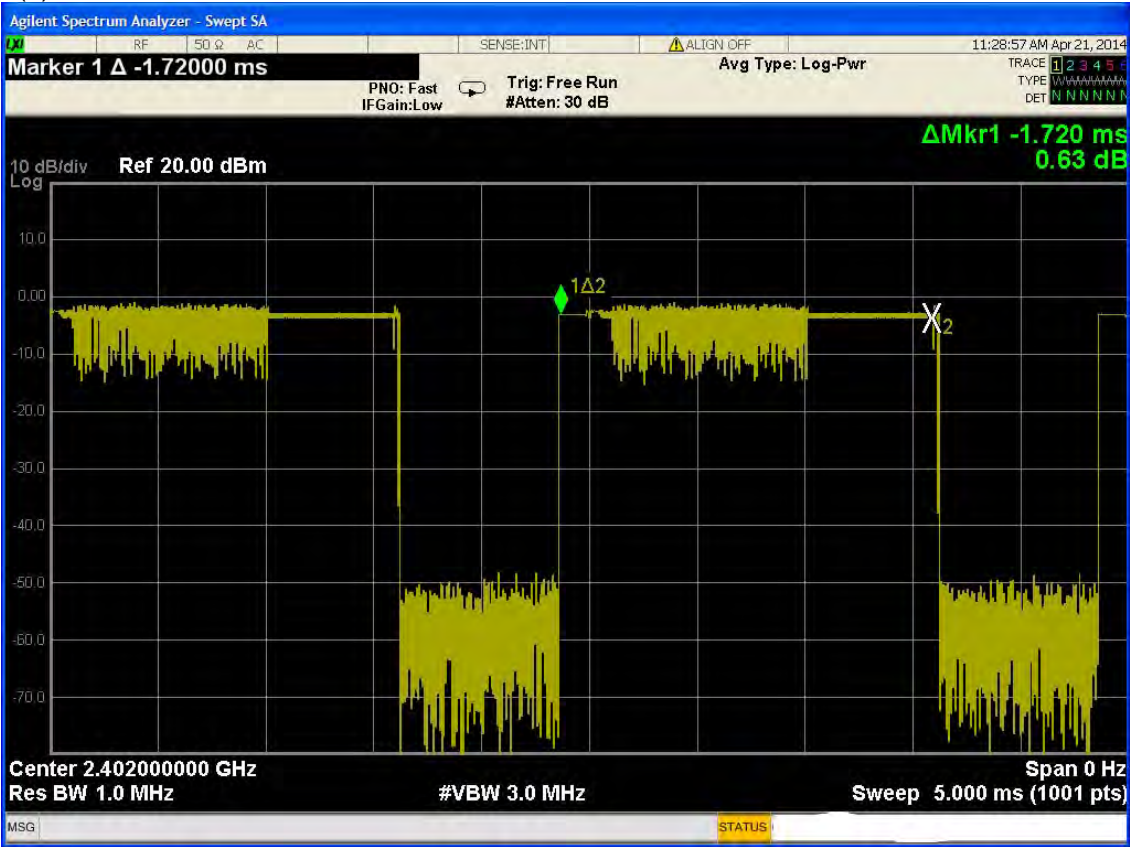 Agilent Spectrum Analyzer - Swept SA
LXI RF 50 Ω AC SENSE:INT ALIGN OFF 11:28:57 AM Apr 21, 2014
Marker 1 Δ -1.72000 ms
PNO: Fast
IFGain:Low
Trig: Free Run
#Atten: 30 dB
Avg Type: Log-Pwr
TRACE 1 2 3 4 5 6
TYPE
DET N N N N N N
ΔMkr1 -1.720 ms
0.63 dB
10 dB/div Ref 20.00 dBm
Log
10.0
0.00
1Δ2
2
-10.0
-20.0
-30.0
-40.0
-50.0
-60.0
-70.0
Center 2.402000000 GHz Span 0 Hz
Res BW 1.0 MHz #VBW 3.0 MHz Sweep 5.000 ms (1001 pts)
MSG STATUS